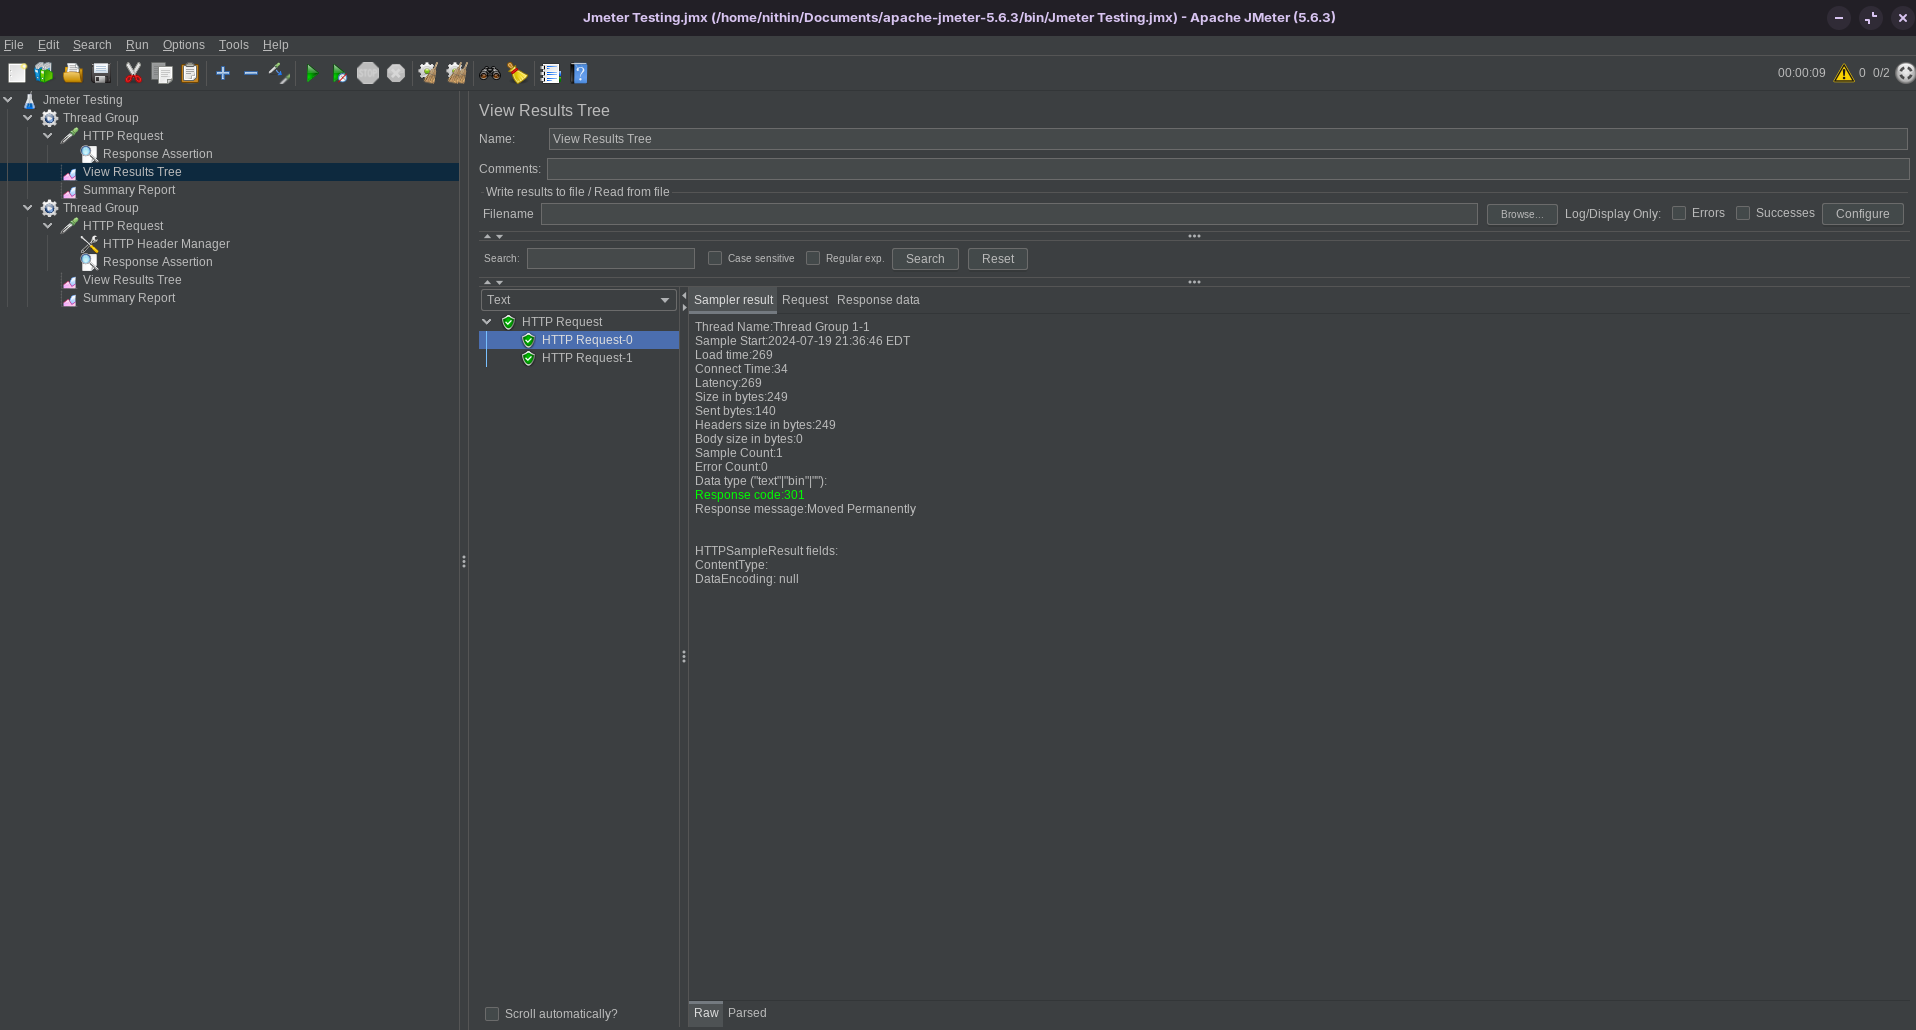 Jmeter Testing.jmx (/home/nithin/Documents/apache-jmeter-5.6.3/bin/Jmeter Testing.jmx) - Apache JMeter (5.6.3)
File Edit Search Run Options Tools Help
STOP
00:00:09 0 0/2
Jmeter Testing
Thread Group
HTTP Request
Response Assertion
View Results Tree
Summary Report
Thread Group
HTTP Request
HTTP Header Manager
Response Assertion
View Results Tree
Summary Report
View Results Tree
Name: View Results Tree
Comments:
Write results to file / Read from file
Filename Browse... Log/Display Only: Errors Successes Configure
Search: Case sensitive Regular exp. Search Reset
Text
HTTP Request
HTTP Request-0
HTTP Request-1
Scroll automatically?
Sampler result Request Response data
Thread Name:Thread Group 1-1
Sample Start:2024-07-19 21:36:46 EDT
Load time:269
Connect Time:34
Latency:269
Size in bytes:249
Sent bytes:140
Headers size in bytes:249
Body size in bytes:0
Sample Count:1
Error Count:0
Data type ("text"|"bin"|""):
Response code:301
Response message:Moved Permanently
HTTPSampleResult fields:
ContentType:
DataEncoding: null
Raw Parsed